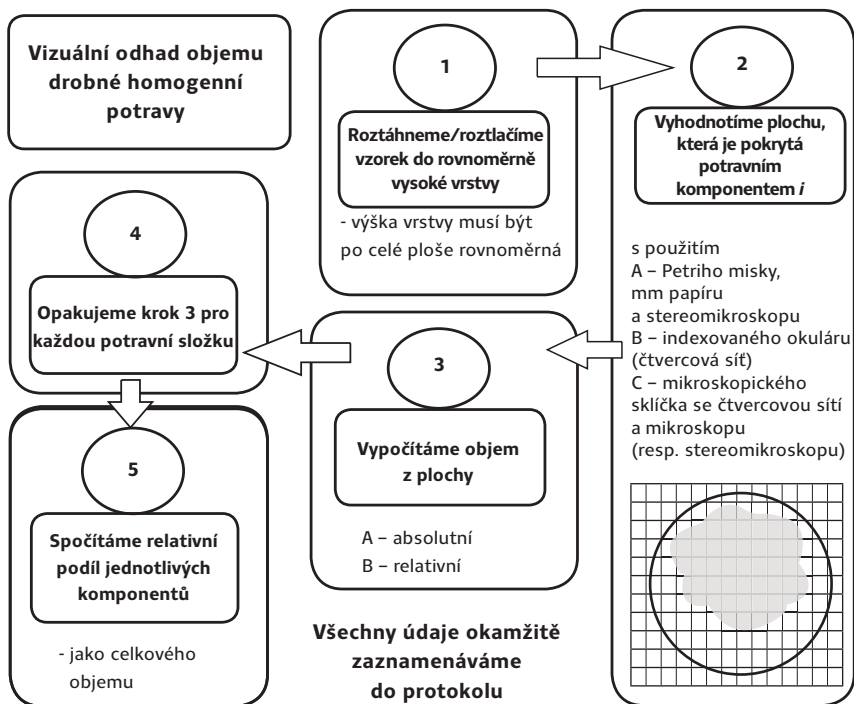 Vizuální odhad objemu
drobné homogenní
potravy
1
Roztáhneme/roztlačíme
vzorek do rovnoměrně
vysoké vrstvy
- výška vrstvy musí být
po celé ploše rovnoměrná
2
Vyhodnotíme plochu,
která je pokrytá
potravním
komponentem i
s použitím
A – Petriho misky,
mm papíru
a stereomikroskopu
B – indexovaného okuláru
(čtvercová síť)
C – mikroskopického
sklíčka se čtvercovou sítí
a mikroskopu
(resp. stereomikroskopu)
3
Vypočítáme objem
z plochy
A – absolutní
B – relativní
4
Opakujeme krok 3 pro
každou potravní složku
5
Spočítáme relativní
podíl jednotlivých
komponentů
- jako celkového
objemu
Všechny údaje okamžitě
zaznamenáváme
do protokolu